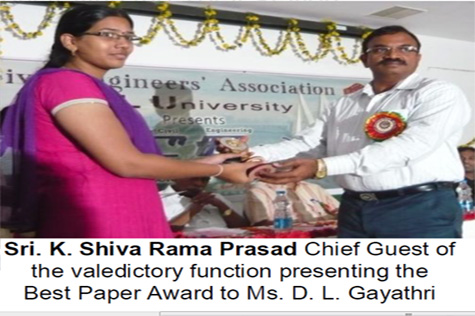 Engineers' Association
University
Presents
Engineering
Sri. K. Shiva Rama Prasad Chief Guest of
the valedictory function presenting the
Best Paper Award to Ms. D. L. Gayathri